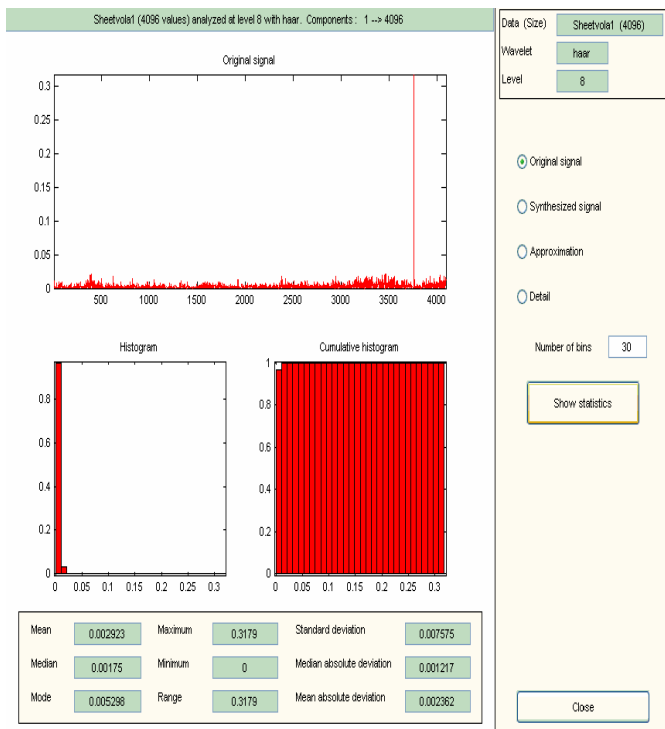 Sheetvola1 (4096 values) analyzed at level 8 with haar. Components : 1 --> 4096
Data (Size) Sheetvola1 (4096)
Wavelet haar
Level 8
Original signal
0.3
0.25
0.2
0.15
0.1
0.05
0
500 1000 1500 2000 2500 3000 3500 4000
Original signal
Synthesized signal
Approximation
Detail
Number of bins 30
Show statistics
Histogram
0.8
0.6
0.4
0.2
0
0 0.05 0.1 0.15 0.2 0.25 0.3
Cumulative histogram
1
0.8
0.6
0.4
0.2
0
0 0.05 0.1 0.15 0.2 0.25 0.3
Mean 0.002923 Maximum 0.3179 Standard deviation 0.007575
Median 0.00175 Minimum 0 Median absolute deviation 0.001217
Mode 0.005298 Range 0.3179 Mean absolute deviation 0.002362
Close